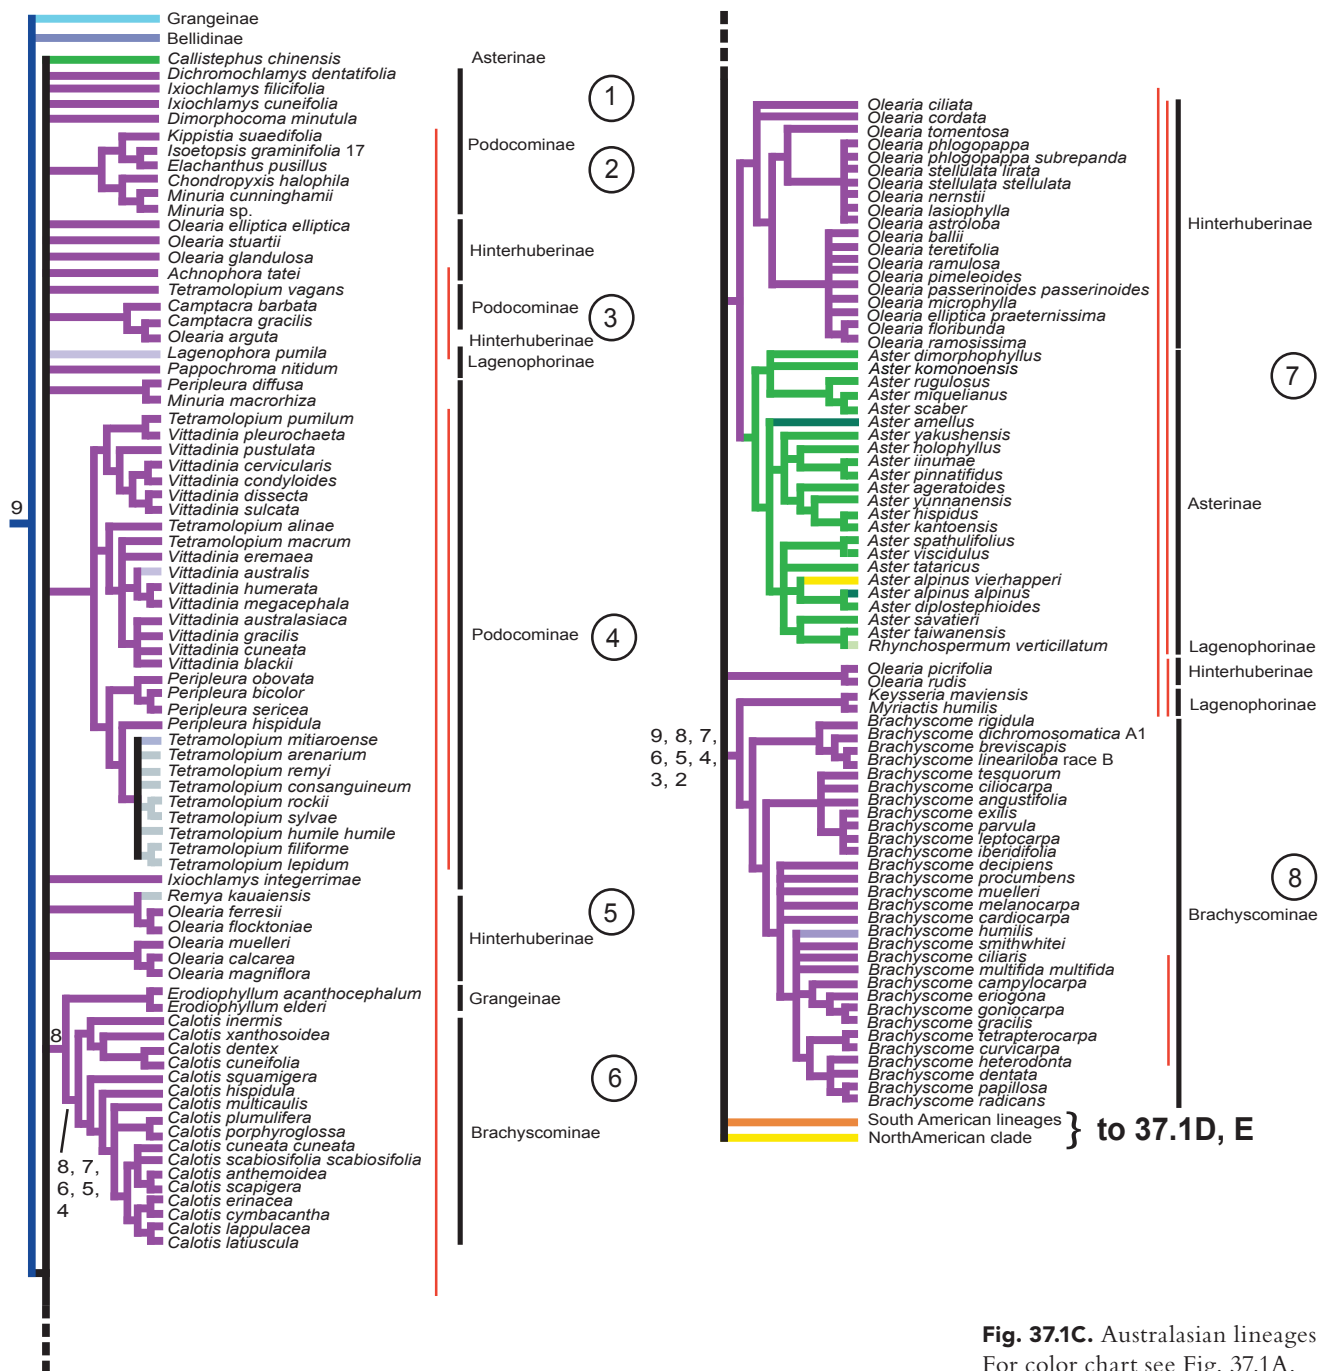 Grangeinae
Bellidinae
Callistephus chinensis
Asterinae
Dichromochlamys dentatifolia
Ixiochlamys filicifolia
Ixiochlamys cuneifolia
Dimorphocoma minutula
1
Kippistia suaedifolia
Isoetopsis graminifolia 17
Elachanthus pusillus
Chondropyxis halophila
Minuria cunninghamii
Minuria sp.
Podocominae
2
Olearia elliptica elliptica
Olearia stuartii
Olearia glandulosa
Achnophora tatei
Hinterhuberinae
Tetramolopium vagans
Camptacra barbata
Camptacra gracilis
Olearia arguta
Podocominae
3
Hinterhuberinae
Lagenophora pumila
Pappochroma nitidum
Lagenophorinae
Peripleura diffusa
Minuria macrorhiza
Tetramolopium pumilum
Vittadinia pleurochaeta
Vittadinia pustulata
Vittadinia cervicularis
Vittadinia condyloides
Vittadinia dissecta
Vittadinia sulcata
9
Tetramolopium alinae
Tetramolopium macrum
Vittadinia eremaea
Vittadinia australis
Vittadinia humerata
Vittadinia megacephala
Vittadinia australasiaca
Vittadinia gracilis
Vittadinia cuneata
Vittadinia blackii
Podocominae
4
Peripleura obovata
Peripleura bicolor
Peripleura sericea
Peripleura hispidula
Tetramolopium mitiaroense
Tetramolopium arenarium
Tetramolopium remyi
Tetramolopium consanguineum
Tetramolopium rockii
Tetramolopium sylvae
Tetramolopium humile humile
Tetramolopium filiforme
Tetramolopium lepidum
Ixiochlamys integerrimae
Remya kauaiensis
Olearia ferresii
Olearia flocktoniae
5
Olearia muelleri
Olearia calcarea
Olearia magniflora
Hinterhuberinae
Erodiophyllum acanthocephalum
Erodiophyllum elderi
Grangeinae
Calotis inermis
Calotis xanthosoidea
8
Calotis dentex
Calotis cuneifolia
Calotis squamigera
6
Calotis hispidula
Calotis multicaulis
Calotis plumulifera
Calotis porphyroglossa
Brachyscominae
Calotis cuneata cuneata
Calotis scabiosifolia scabiosifolia
Calotis anthemoidea
Calotis scapigera
Calotis erinacea
Calotis cymbacantha
Calotis lappulacea
Calotis latiuscula
8, 7,
6, 5,
4
Olearia ciliata
Olearia cordata
Olearia tomentosa
Olearia phlogopappa
Olearia phlogopappa subrepanda
Olearia stellulata lirata
Olearia stellulata stellulata
Olearia nernstii
Olearia lasiophylla
Olearia astroloba
Hinterhuberinae
Olearia ballii
Olearia teretifolia
Olearia ramulosa
Olearia pimeleoides
Olearia passerinoides passerinoides
Olearia microphylla
Olearia elliptica praeternissima
Olearia floribunda
Olearia ramosissima
Aster dimorphophyllus
Aster komonoensis
7
Aster rugulosus
Aster miquelianus
Aster scaber
Aster amellus
Aster yakushensis
Aster holophyllus
Aster iinumae
Aster pinnatifidus
Aster ageratoides
Aster yunnanensis
Asterinae
Aster hispidus
Aster kantoensis
Aster spathulifolius
Aster viscidulus
Aster tataricus
Aster alpinus vierhapperi
Aster alpinus alpinus
Aster diplostephioides
Aster savatieri
Aster taiwanensis
Rhynchospermum verticillatum
Lagenophorinae
Olearia picrifolia
Olearia rudis
Hinterhuberinae
Keysseria maviensis
Myriactis humilis
Lagenophorinae
9, 8, 7,
6, 5, 4,
3, 2
Brachyscome rigidula
Brachyscome dichromosomatica A1
Brachyscome breviscapis
Brachyscome lineariloba race B
Brachyscome tesquorum
Brachyscome ciliocarpa
Brachyscome angustifolia
Brachyscome exilis
Brachyscome parvula
Brachyscome leptocarpa
Brachyscome iberidifolia
Brachyscome decipiens
Brachyscome procumbens
8
Brachyscome muelleri
Brachyscome melanocarpa
Brachyscome cardiocarpa
Brachyscominae
Brachyscome humilis
Brachyscome smithwhitei
Brachyscome ciliaris
Brachyscome multifida multifida
Brachyscome campylocarpa
Brachyscome eriogona
Brachyscome goniocarpa
Brachyscome gracilis
Brachyscome tetrapterocarpa
Brachyscome curvicarpa
Brachyscome heterodonta
Brachyscome dentata
Brachyscome papillosa
Brachyscome radicans
South American lineages
NorthAmerican clade
} to 37.1D, E
Fig. 37.1C. Australasian lineages
For color chart see Fig. 37.1A.